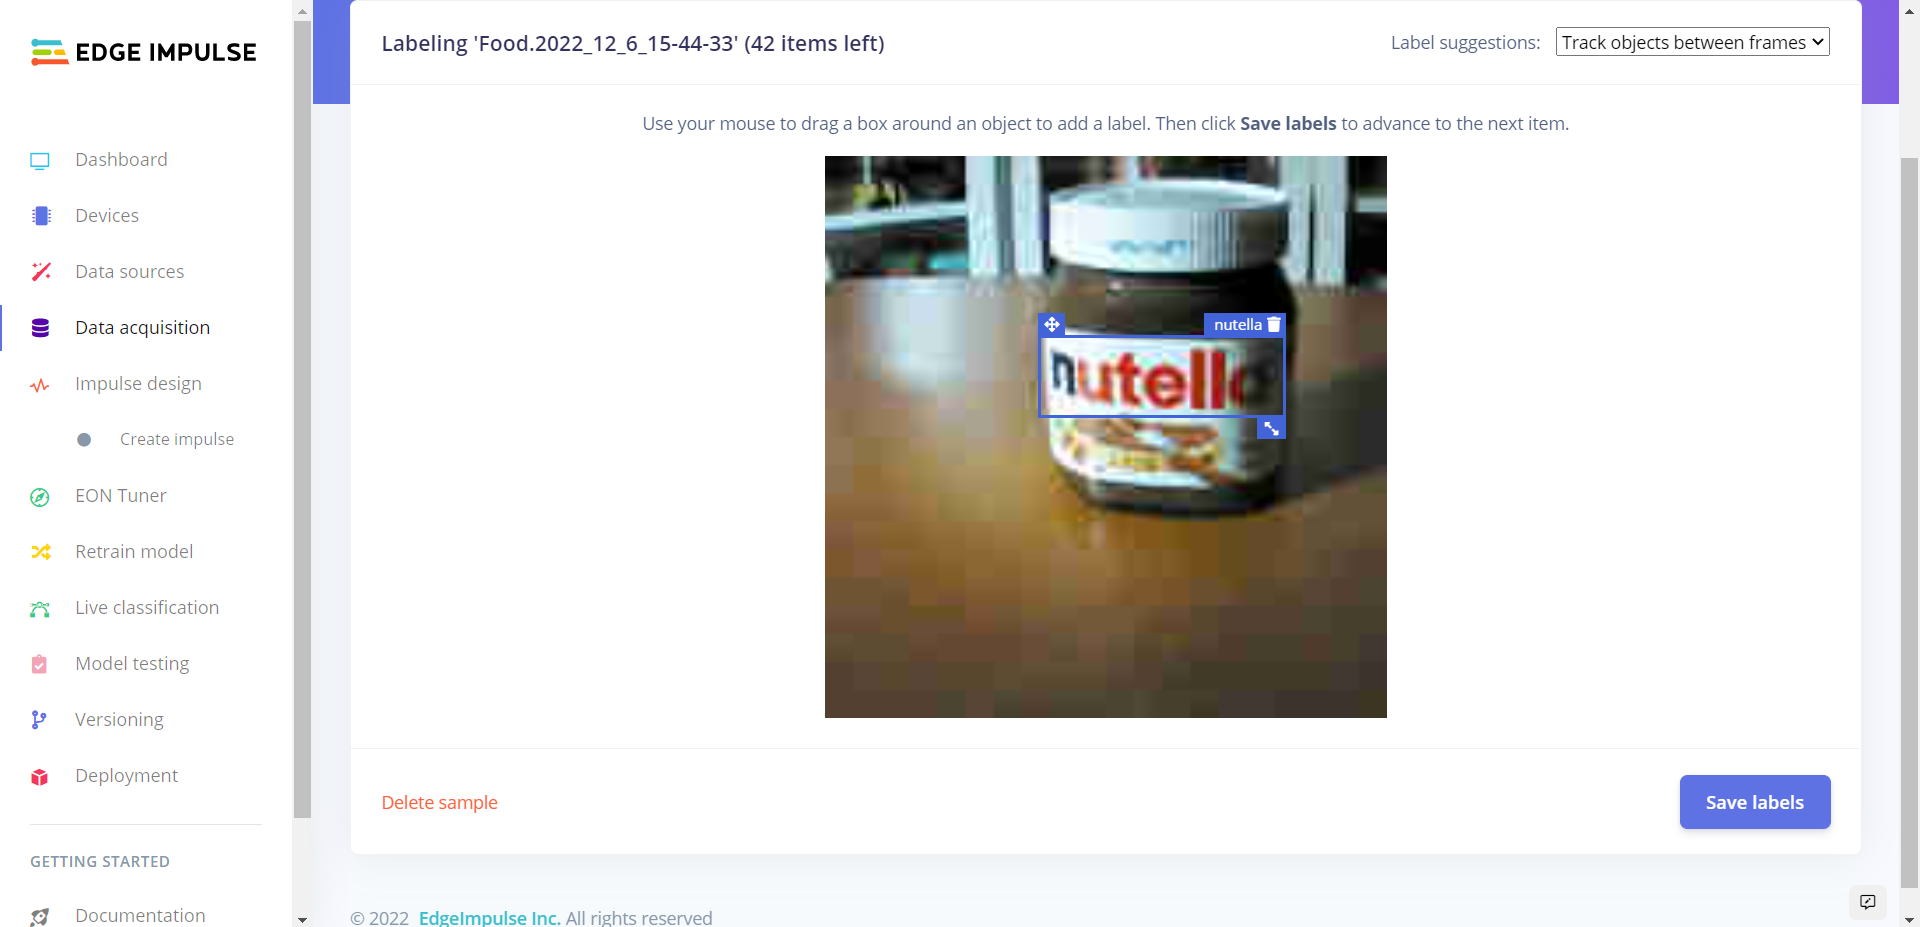 EDGE IMPULSE
Dashboard
Devices
Data sources
Data acquisition
Impulse design
Create impulse
EON Tuner
Retrain model
Live classification
Model testing
Versioning
Deployment
GETTING STARTED
Documentation
Labeling 'Food.2022_12_6_15-44-33' (42 items left)
Label suggestions: Track objects between frames
Use your mouse to drag a box around an object to add a label. Then click Save labels to advance to the next item.
nutella
nutella
Delete sample
Save labels
© 2022 EdgeImpulse Inc. All rights reserved